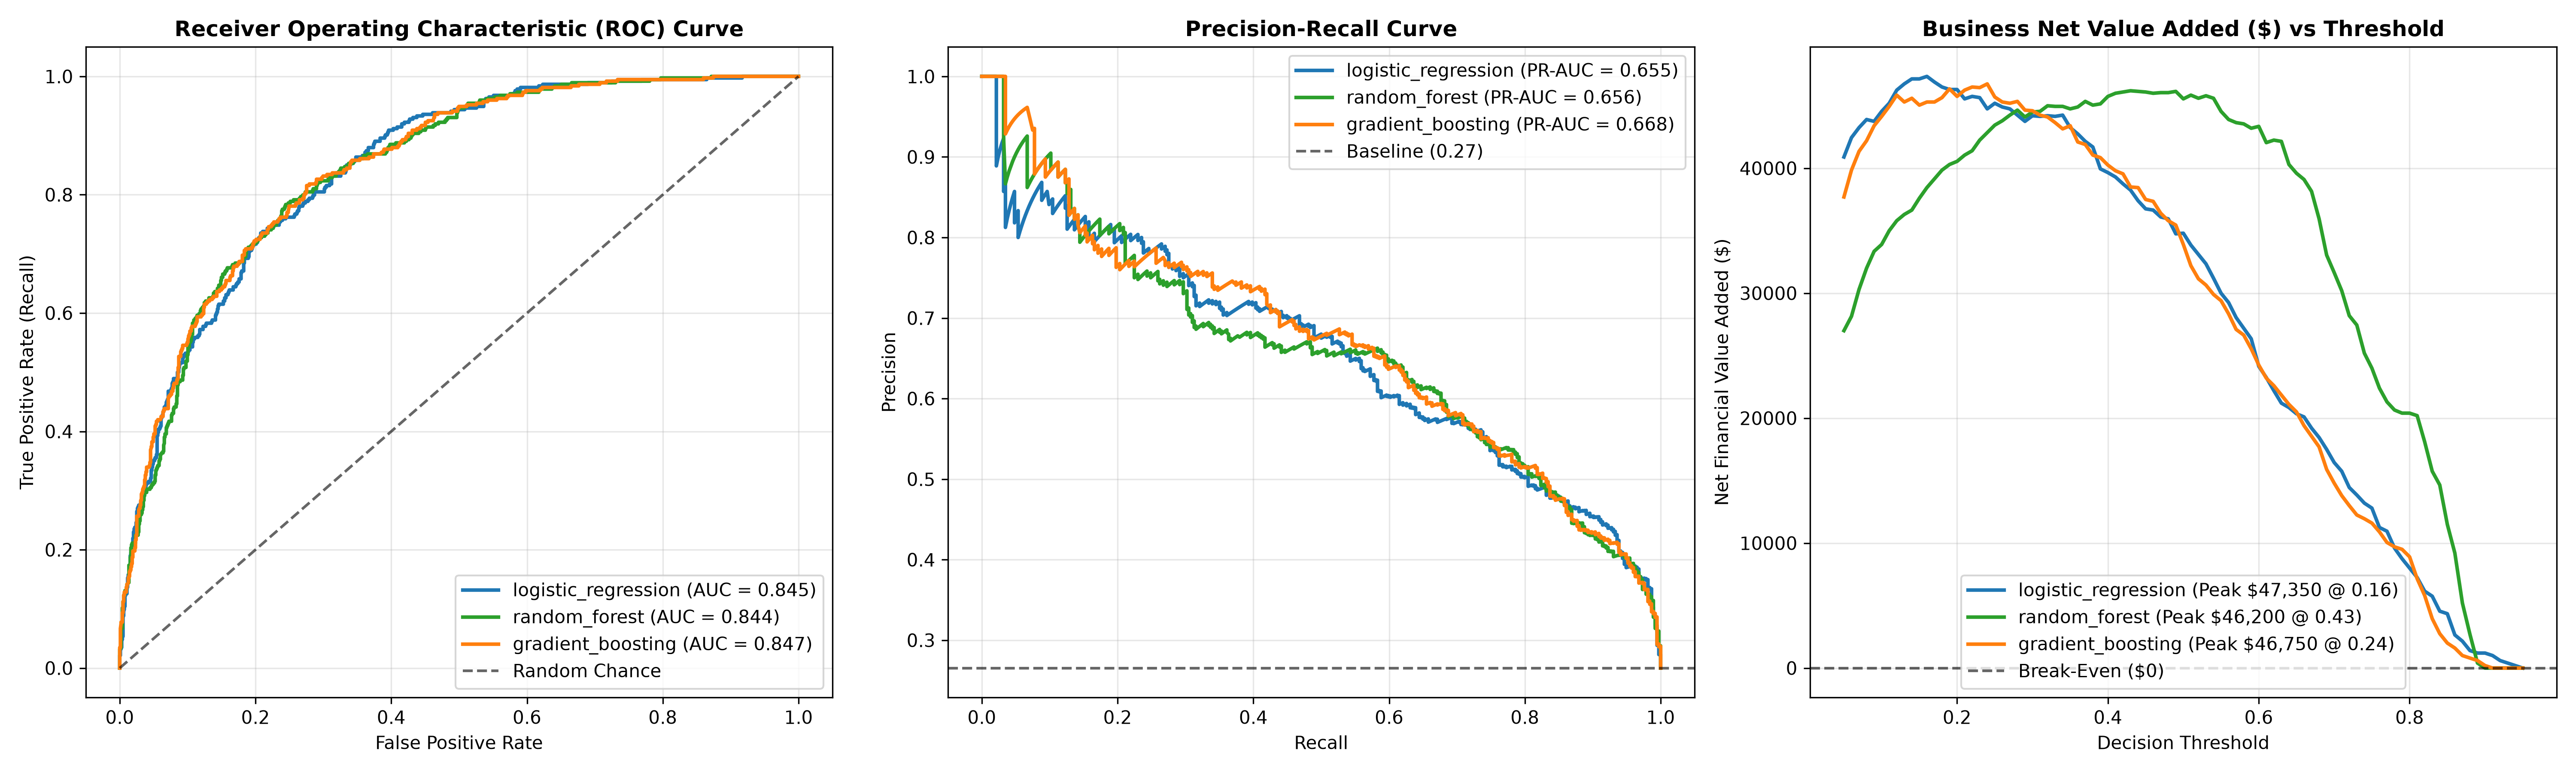 Receiver Operating Characteristic (ROC) Curve
True Positive Rate (Recall)
1.0
0.8
0.6
0.4
0.2
0.0
logistic_regression (AUC = 0.845)
random_forest (AUC = 0.844)
gradient_boosting (AUC = 0.847)
Random Chance
0.0 0.2 0.4 0.6 0.8 1.0
False Positive Rate
Precision-Recall Curve
Precision
1.0
0.9
0.8
0.7
0.6
0.5
0.4
0.3
logistic_regression (PR-AUC = 0.655)
random_forest (PR-AUC = 0.656)
gradient_boosting (PR-AUC = 0.668)
Baseline (0.27)
0.0 0.2 0.4 0.6 0.8 1.0
Recall
Business Net Value Added ($) vs Threshold
Net Financial Value Added ($)
40000
30000
20000
10000
0
logistic_regression (Peak $47,350 @ 0.16)
random_forest (Peak $46,200 @ 0.43)
gradient_boosting (Peak $46,750 @ 0.24)
Break-Even ($0)
0.2 0.4 0.6 0.8
Decision Threshold